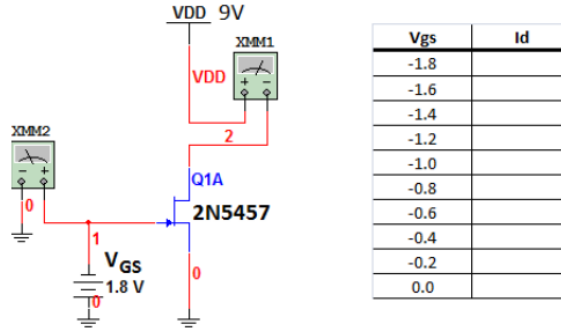 VDD 9V
XMM1
VDD
+ -
2
XMM2
- +
0
Q1A
2N5457
1
VGS
1.8 V
0
0
Vgs Id
-1.8
-1.6
-1.4
-1.2
-1.0
-0.8
-0.6
-0.4
-0.2
0.0